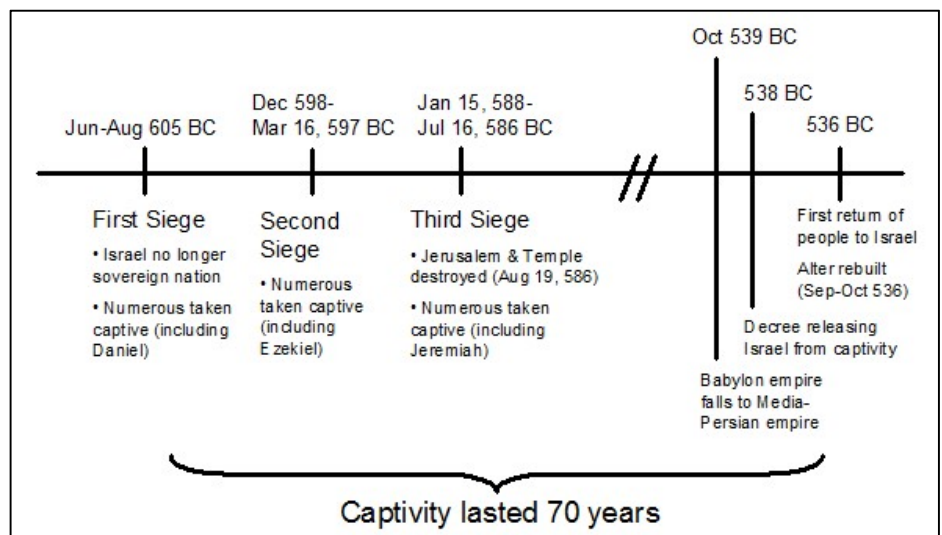 Jun-Aug 605 BC
First Siege
• Israel no longer
sovereign nation
• Numerous taken
captive (including
Daniel)
Dec 598-
Mar 16, 597 BC
Second
Siege
• Numerous
taken captive
(including
Ezekiel)
Jan 15, 588-
Jul 16, 586 BC
Third Siege
• Jerusalem & Temple
destroyed (Aug 19, 586)
• Numerous taken
captive (including
Jeremiah)
Oct 539 BC
Babylon empire
falls to Media-
Persian empire
538 BC
Decree releasing
Israel from captivity
536 BC
First return of
people to Israel
Alter rebuilt
(Sep-Oct 536)
Captivity lasted 70 years